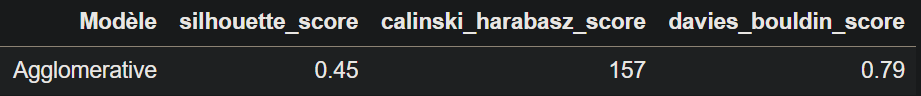 Modèle silhouette_score calinski_harabasz_score davies_bouldin_score
Agglomerative 0.45 157 0.79